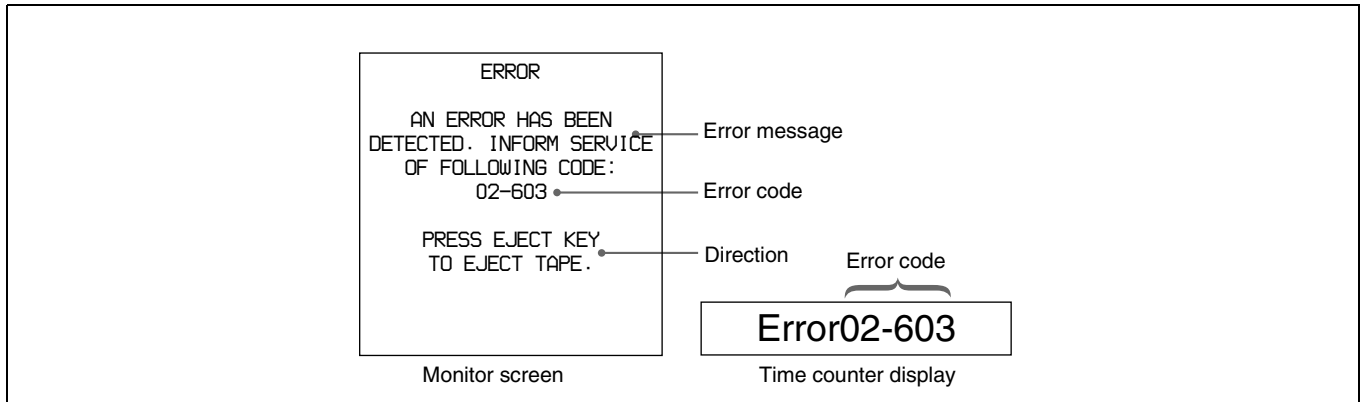 ERROR
AN ERROR HAS BEEN
DETECTED. INFORM SERVICE
OF FOLLOWING CODE:
02-603
PRESS EJECT KEY
TO EJECT TAPE.
Error message
Error code
Direction
Monitor screen
Error code
Error02-603
Time counter display